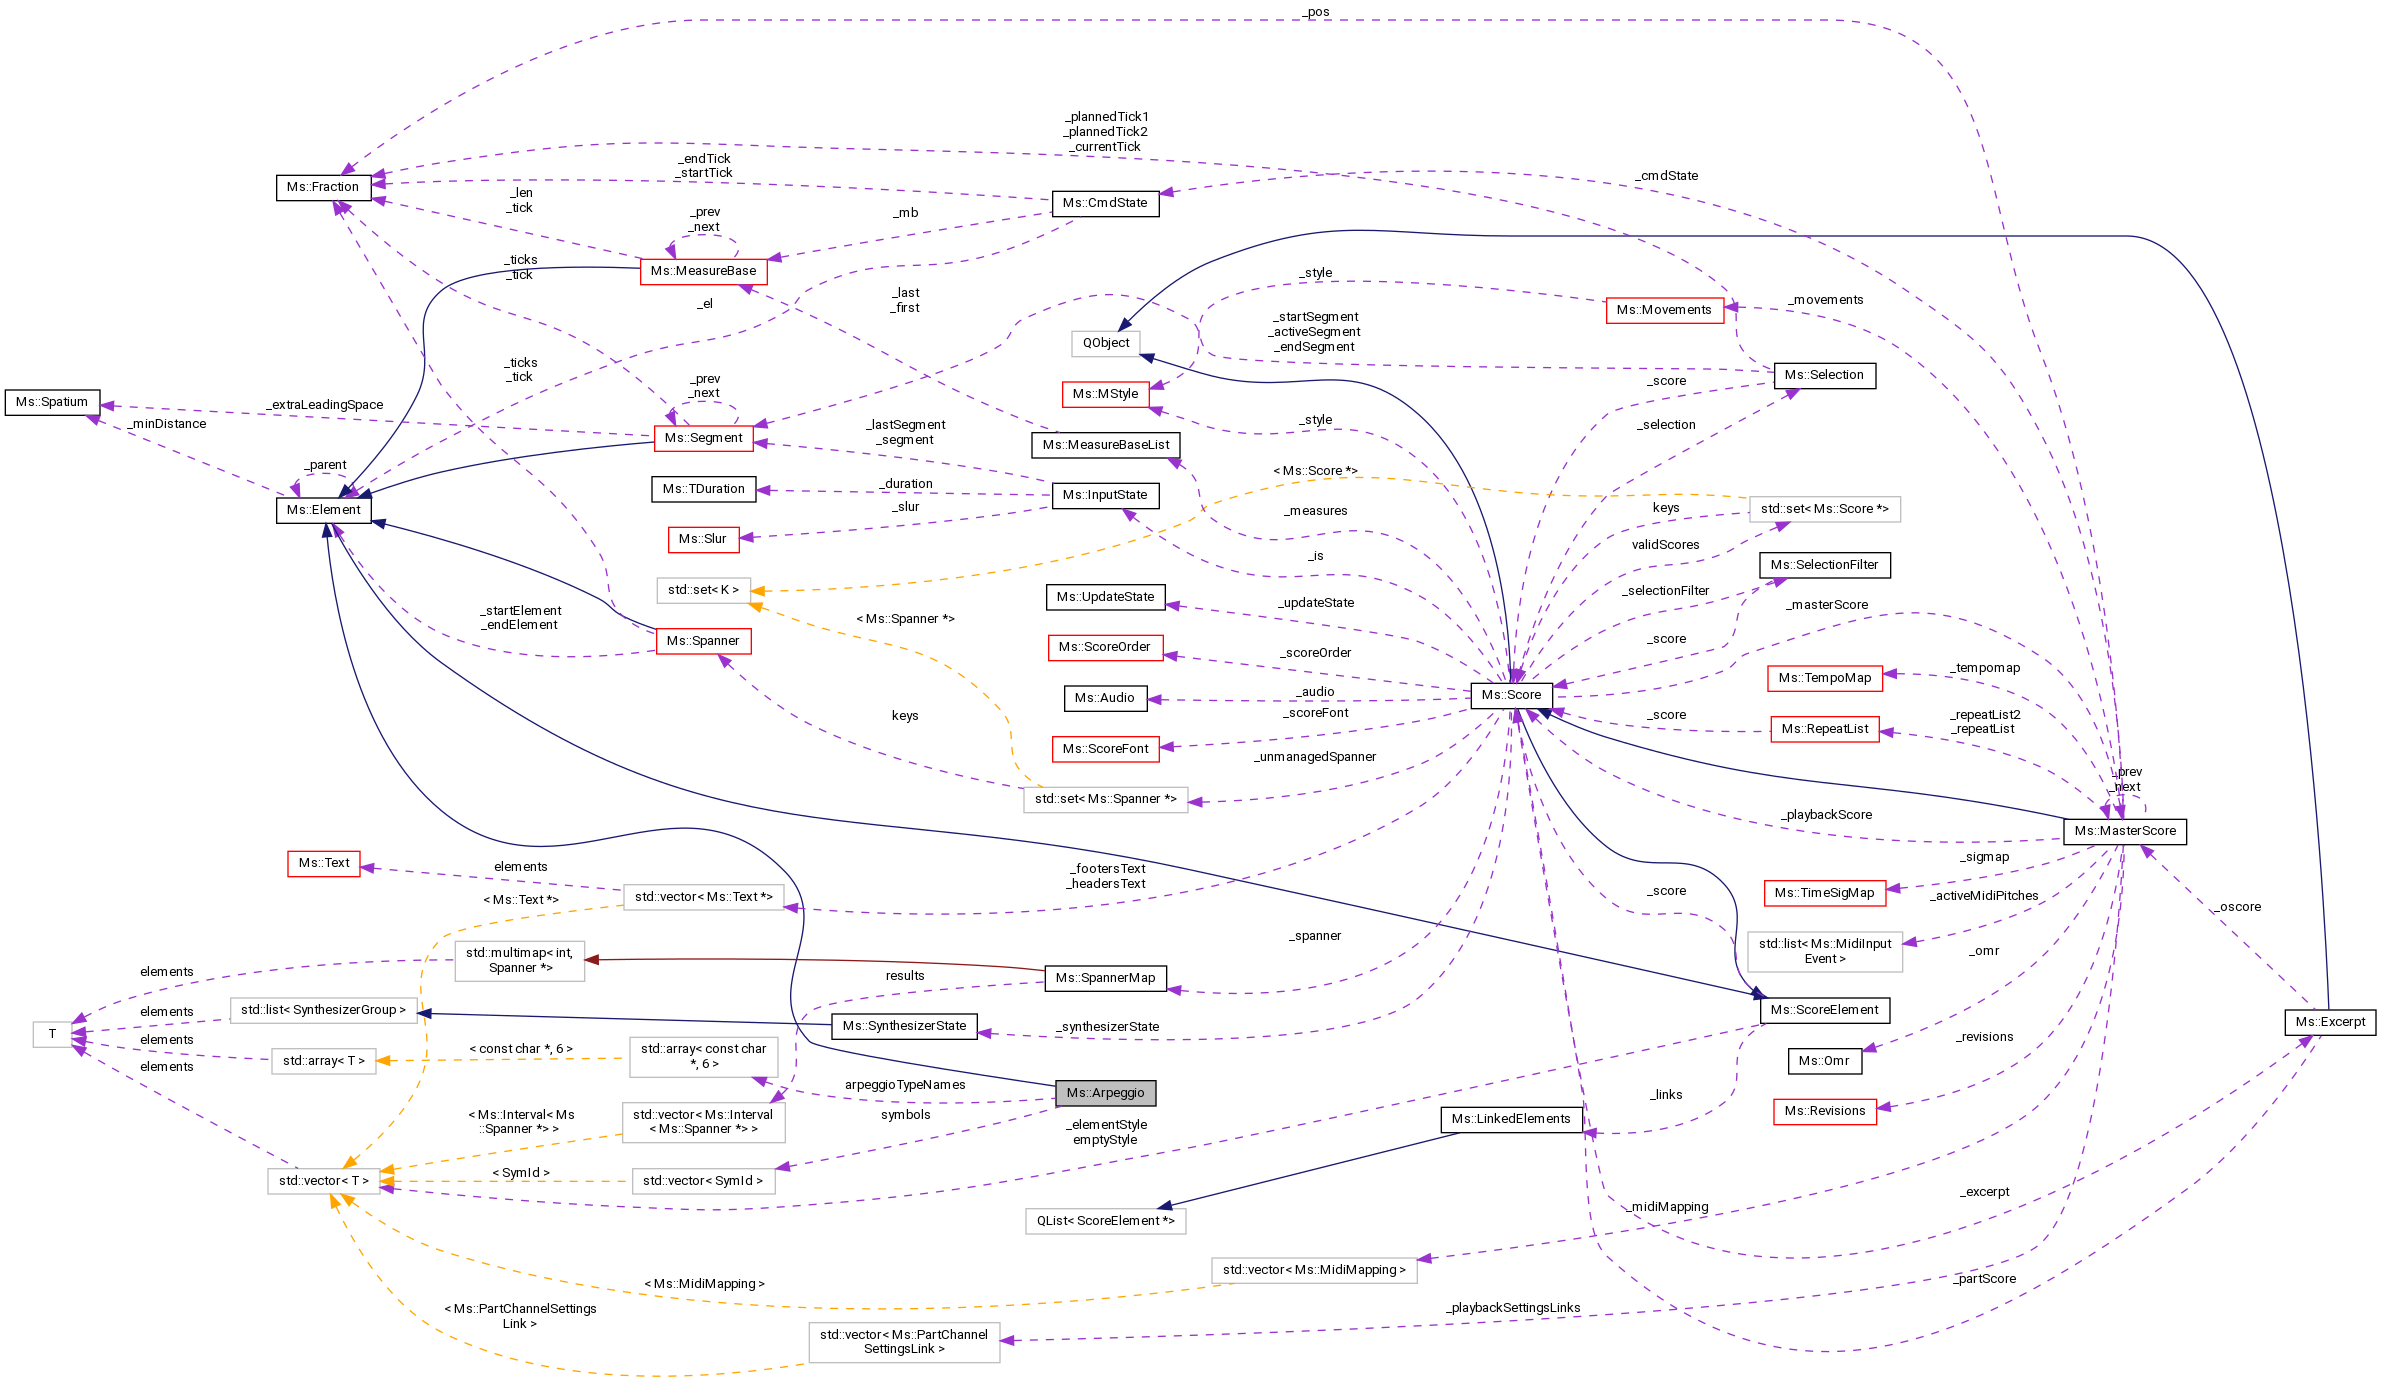 _pos
_plannedTick1
_plannedTick2
_currentTick
_endTick
_startTick
Ms::Fraction
_len
_tick
Ms::CmdState
_cmdState
_prev
_next
_mb
_ticks
_tick
Ms::MeasureBase
_style
_el
_last
_first
_movements
Ms::Movements
_startSegment
_activeSegment
_endSegment
QObject
_ticks
_tick
_prev
_next
Ms::MStyle
_score
Ms::Selection
Ms::Spatium
_extraLeadingSpace
_minDistance
Ms::Segment
_lastSegment
_segment
Ms::MeasureBaseList
_style
_selection
_parent
< Ms::Score *>
Ms::TDuration
_duration
Ms::InputState
Ms::Element
_slur
_measures
keys
std::set< Ms::Score *>
Ms::Slur
_is
validScores
Ms::SelectionFilter
std::set< K >
Ms::UpdateState
_updateState
_selectionFilter
_masterScore
_startElement
_endElement
< Ms::Spanner *>
Ms::Spanner
Ms::ScoreOrder
_scoreOrder
_score
Ms::TempoMap
_tempomap
Ms::Audio
_audio
Ms::Score
keys
_scoreFont
_score
Ms::RepeatList
_repeatList2
_repeatList
Ms::ScoreFont
_unmanagedSpanner
_prev
_next
std::set< Ms::Spanner *>
_playbackScore
Ms::MasterScore
Ms::Text
elements
_sigmap
_footersText
_headersText
_score
Ms::TimeSigMap
_activeMidiPitches
< Ms::Text *>
std::vector< Ms::Text *>
_oscore
_spanner
std::list< Ms::MidiInput
Event >
_omr
std::multimap< int,
Spanner *>
elements
results
Ms::SpannerMap
std::list< SynthesizerGroup >
elements
Ms::ScoreElement
Ms::SynthesizerState
_synthesizerState
Ms::Excerpt
T
elements
_revisions
std::array< T >
< const char *, 6 >
std::array< const char
*, 6 >
Ms::Omr
elements
arpeggioTypeNames
Ms::Arpeggio
_links
< Ms::Interval< Ms
::Spanner *> >
std::vector< Ms::Interval
< Ms::Spanner *> >
symbols
_elementStyle
emptyStyle
Ms::LinkedElements
Ms::Revisions
std::vector< T >
< SymId >
std::vector< SymId >
_midiMapping
_excerpt
QList< ScoreElement *>
< Ms::MidiMapping >
std::vector< Ms::MidiMapping >
_partScore
< Ms::PartChannelSettings
Link >
_playbackSettingsLinks
std::vector< Ms::PartChannel
SettingsLink >